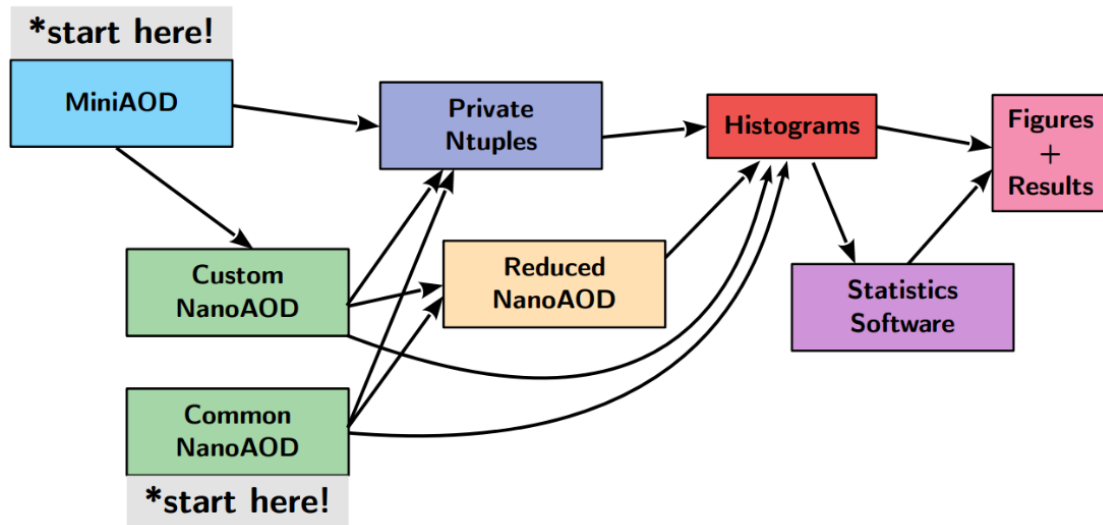 *start here!
MiniAOD
Private
Ntuples
Histograms
Figures
+
Results
Custom
NanoAOD
Reduced
NanoAOD
Statistics
Software
Common
NanoAOD
*start here!